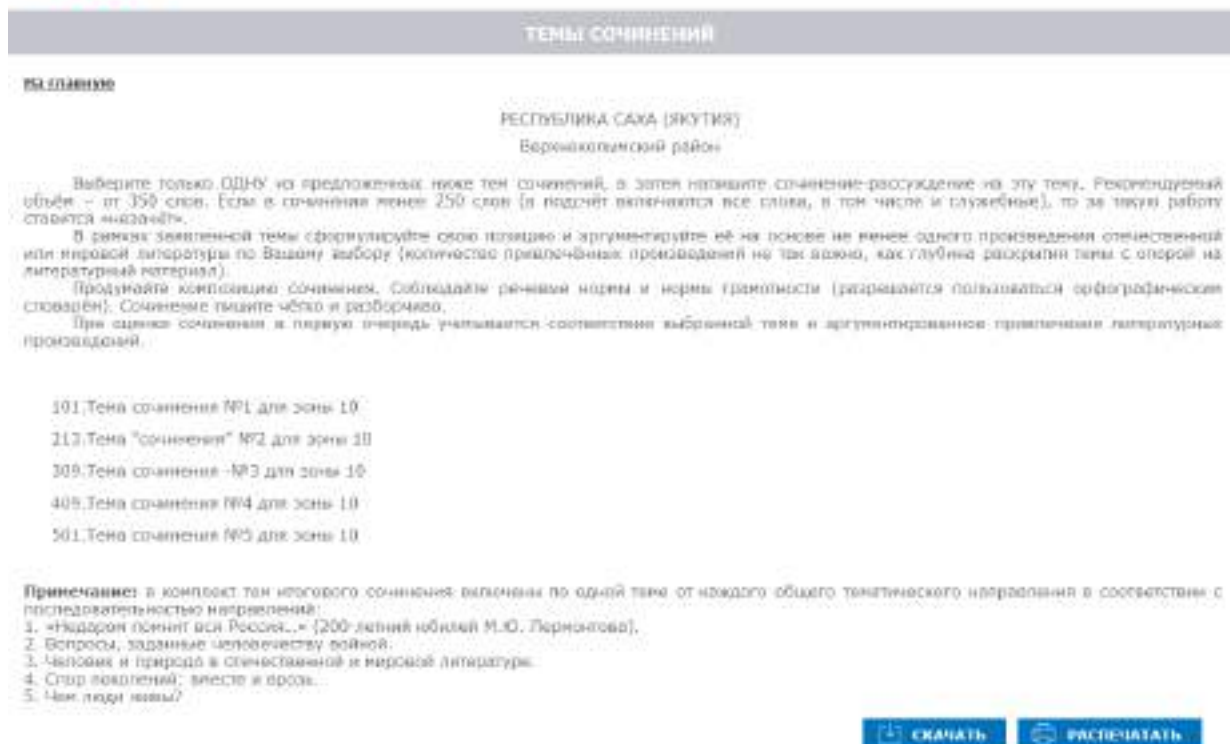 ТЕМЫ СОЧИНЕНИЙ
На главную
РЕСПУБЛИКА САХА (ЯКУТИЯ)
Верхнеколымский район
Выберите только ОДНУ из предложенных ниже тем сочинений, а затем напишите сочинение-рассуждение на эту тему. Рекомендуемый
объём – от 350 слов. Если в сочинении менее 250 слов (в подсчёт включаются все слова, в том числе и служебные), то за такую работу
ставится «незачёт».
В рамках заявленной темы сформулируйте свою позицию и аргументируйте её на основе не менее одного произведения отечественной
или мировой литературы по Вашему выбору (количество привлечённых произведений не так важно, как глубина раскрытия темы с опорой на
литературный материал).
Продумайте композицию сочинения. Соблюдайте речевые нормы и нормы грамотности (разрешается пользоваться орфографическим
словарём). Сочинение пишите чётко и разборчиво.
При оценке сочинения в первую очередь учитывается соответствие выбранной теме и аргументированное привлечение литературных
произведений.
101.Тема сочинения №1 для зоны 10
213.Тема "сочинения" №2 для зоны 10
309.Тема сочинения -№3 для зоны 10
409.Тема сочинения №4 для зоны 10
501.Тема сочинения №5 для зоны 10
Примечание: в комплект тем итогового сочинения включены по одной теме от каждого общего тематического направления в соответствии с
последовательностью направлений:
1. «Недаром помнит вся Россия…» (200-летний юбилей М.Ю. Лермонтова).
2. Вопросы, заданные человечеству войной.
3. Человек и природа в отечественной и мировой литературе.
4. Спор поколений: вместе и врозь.
5. Чем люди живы?
СКАЧАТЬ
РАСПЕЧАТАТЬ